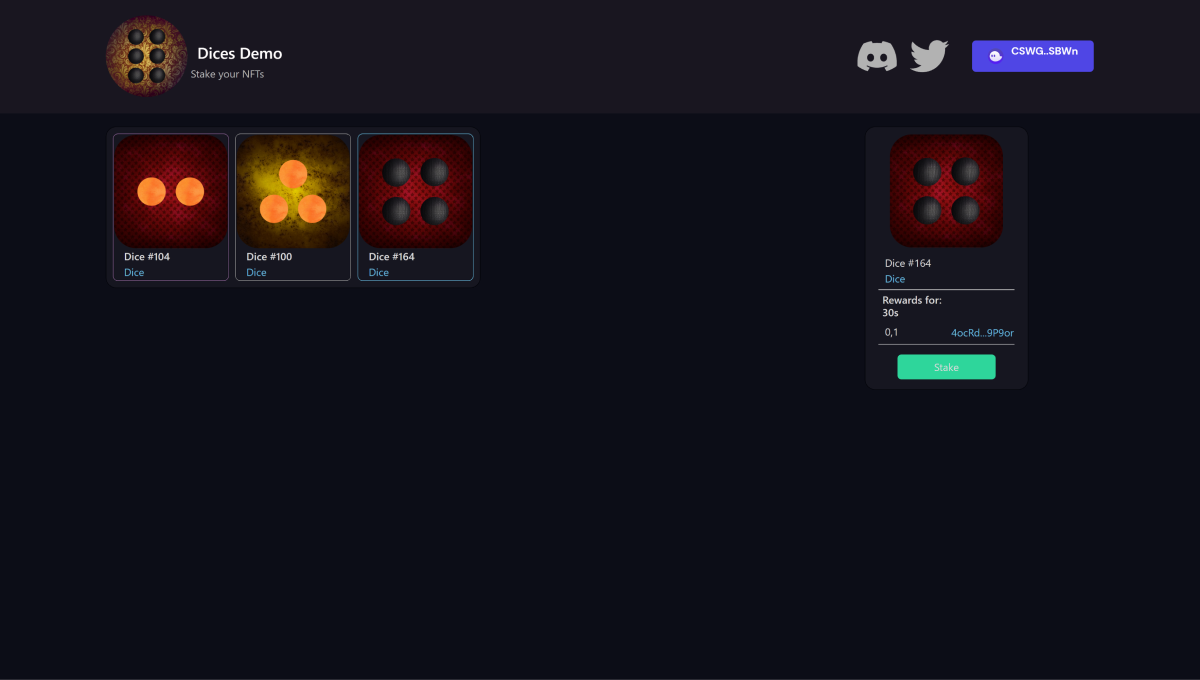 Dices Demo
Stake your NFTs
CSWG..SBWn
Dice #104
Dice
Dice #100
Dice
Dice #164
Dice
Dice #164
Dice
Rewards for:
30s
0,1 4ocRd...9P9or
Stake